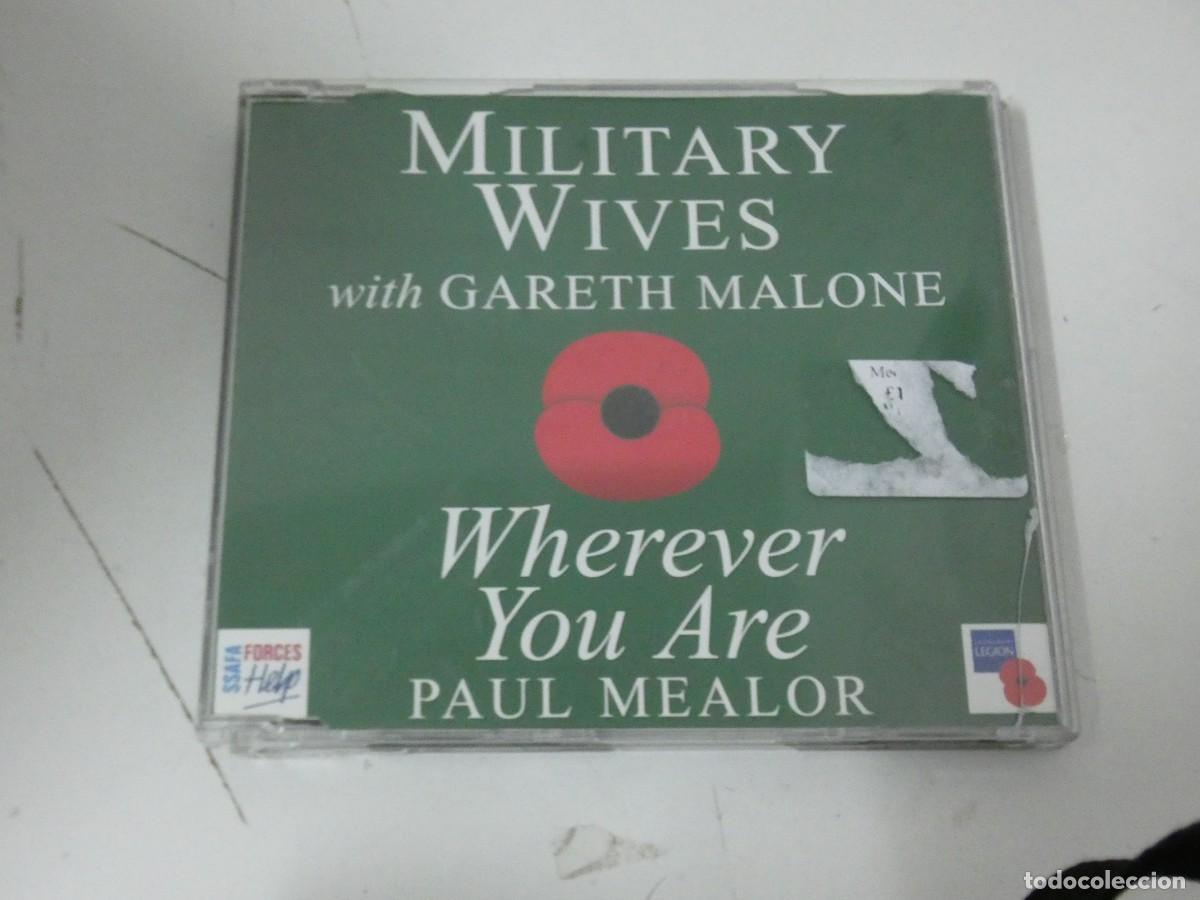 MILITARY
WIVES
with GARETH MALONE
£1
Wherever
You Are
PAUL MEALOR
SSAFA
FORCES
Help
LEGION
todocoleccion